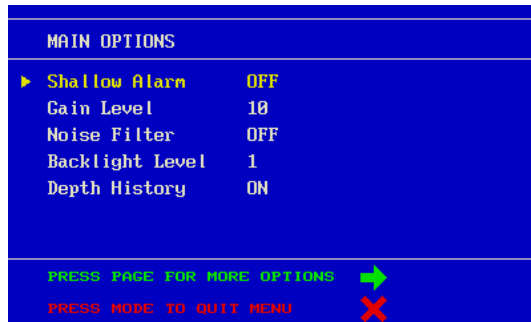 MAIN OPTIONS
Shallow Alarm OFF
Gain Level 10
Noise Filter OFF
Backlight Level 1
Depth History ON
PRESS PAGE FOR MORE OPTIONS
PRESS MODE TO QUIT MENU